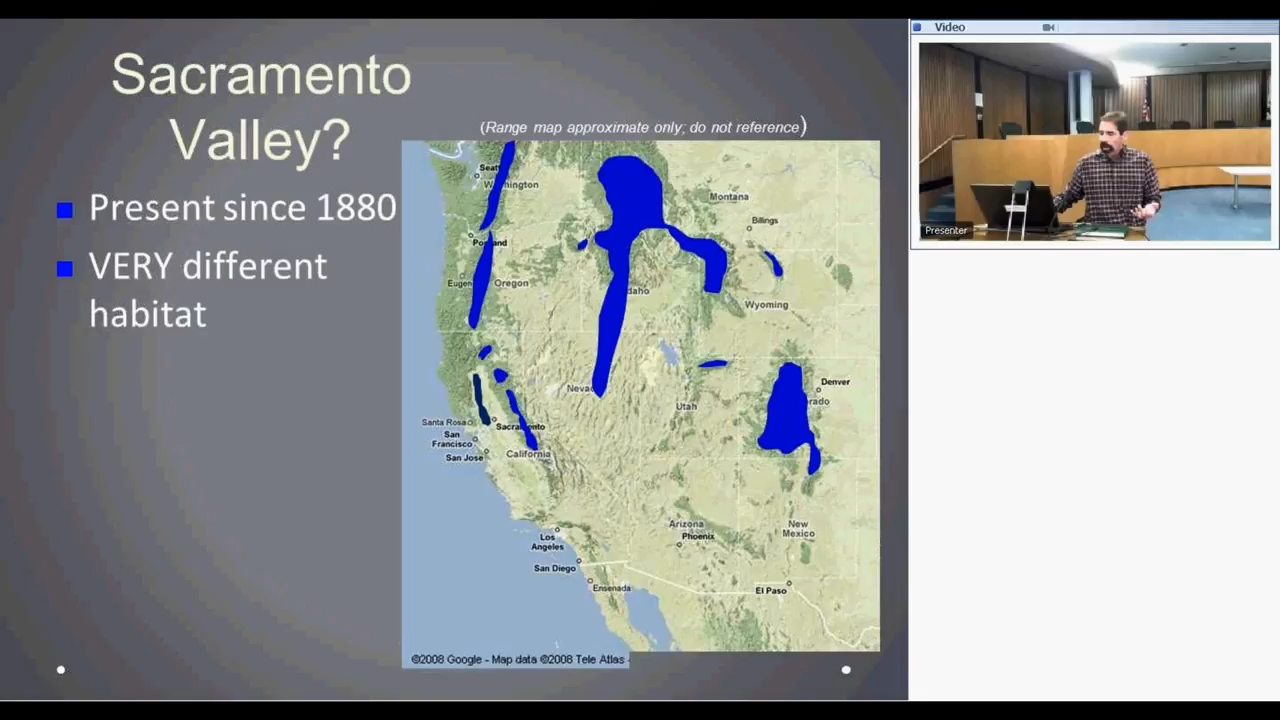 Sacramento
Valley?
Present since 1880
VERY different
habitat
(Range map approximate only; do not reference)
Washington
Montana
Billings
Portland
Oregon
Wyoming
Denver
Utah
Santa Rosa
Sacramento
San
Francisco
San Jose
California
Arizona
Phoenix
New
Mexico
Los
Angeles
San Diego
Ensenada
El Paso
©2008 Google - Map data ©2008 Tele Atlas
Video
Presenter